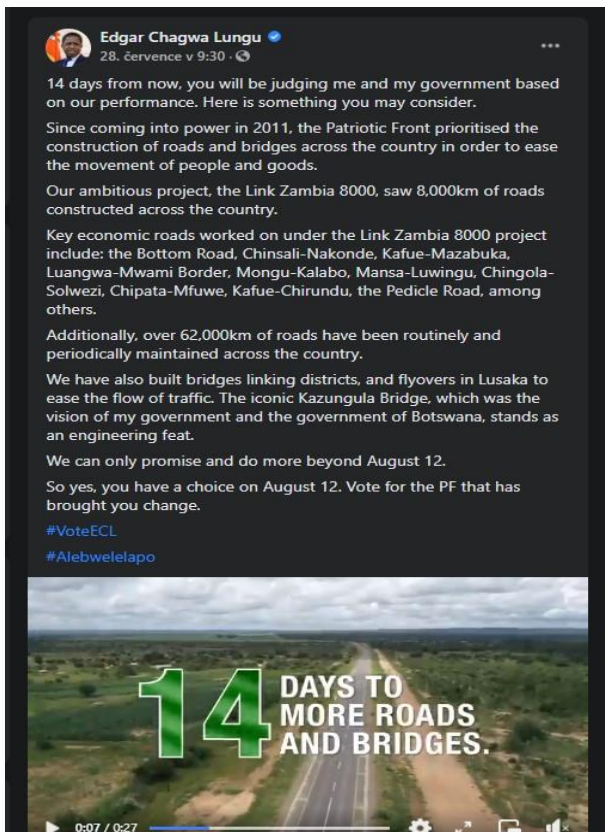 Edgar Chagwa Lungu
28. července v 9:30 ·
14 days from now, you will be judging me and my government based
on our performance. Here is something you may consider.
Since coming into power in 2011, the Patriotic Front prioritised the
construction of roads and bridges across the country in order to ease
the movement of people and goods.
Our ambitious project, the Link Zambia 8000, saw 8,000km of roads
constructed across the country.
Key economic roads worked on under the Link Zambia 8000 project
include: the Bottom Road, Chinsali-Nakonde, Kafue-Mazabuka,
Luangwa-Mwami Border, Mongu-Kalabo, Mansa-Luwingu, Chingola-
Solwezi, Chipata-Mfuwe, Kafue-Chirundu, the Pedicle Road, among
others.
Additionally, over 62,000km of roads have been routinely and
periodically maintained across the country.
We have also built bridges linking districts, and flyovers in Lusaka to
ease the flow of traffic. The iconic Kazungula Bridge, which was the
vision of my government and the government of Botswana, stands as
an engineering feat.
We can only promise and do more beyond August 12.
So yes, you have a choice on August 12. Vote for the PF that has
brought you change.
#VoteECL
#Alebwelelapo
14 DAYS TO
MORE ROADS
AND BRIDGES.
0:07 / 0:27